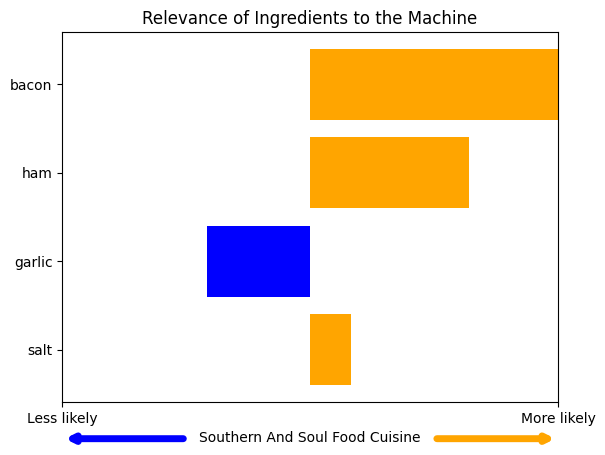 Relevance of Ingredients to the Machine
bacon
ham
garlic
salt
Less likely
More likely
Southern And Soul Food Cuisine